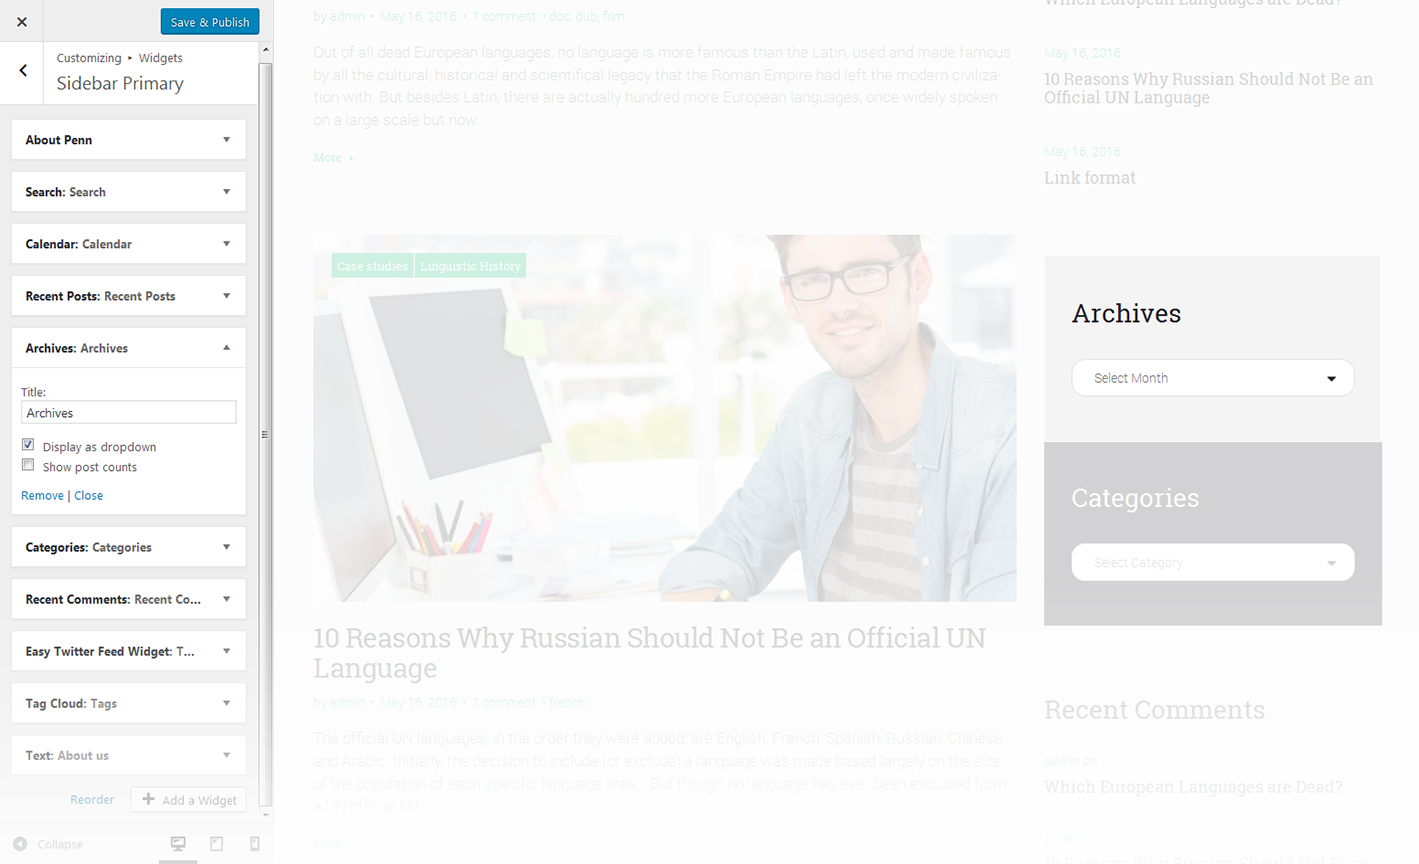 Save & Publish
Customizing ▸ Widgets
Sidebar Primary
About Penn
Search: Search
Calendar: Calendar
Recent Posts: Recent Posts
Archives: Archives
Title:
Archives
Display as dropdown
Show post counts
Remove | Close
Categories: Categories
Recent Comments: Recent Co...
Easy Twitter Feed Widget: T...
Tag Cloud: Tags
Text: About us
Reorder
Add a Widget
Collapse
by admin • May 16, 2016 • 1 comment • doc, dub, film
Out of all dead European languages, no language is more famous than the Latin, used and made famous
by all the cultural, historical and scientifical legacy that the Roman Empire had left the modern civiliza-
tion with. But besides Latin, there are actually hundred more European languages, once widely spoken
on a large scale but now…
More
Case studies
Linguistic History
10 Reasons Why Russian Should Not Be an Official UN
Language
by admin • May 16, 2016 • 1 comment • french
The official UN languages, in the order they were added, are English, French, Spanish, Russian, Chinese
and Arabic. Initially, the decision to include (or exclude) a language was made based largely on the size
of the population of each specific language area. But though no language has ever been excluded from
a UN official list,
More
Which European Languages are Dead?
May 16, 2016
10 Reasons Why Russian Should Not Be an
Official UN Language
May 16, 2016
Link format
Archives
Select Month
Categories
Select Category
Recent Comments
admin on
Which European Languages are Dead?
10 Reasons Why Russian Should Not Be an